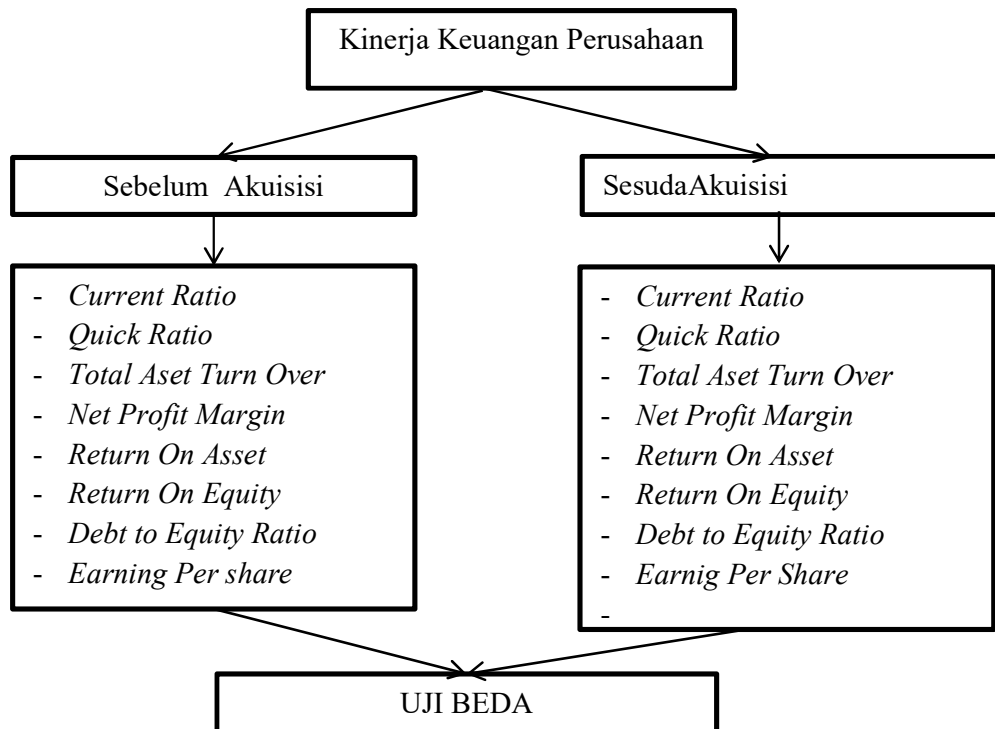 Kinerja Keuangan Perusahaan
Sebelum Akuisisi
SesudaAkuisisi
- Current Ratio
- Quick Ratio
- Total Aset Turn Over
- Net Profit Margin
- Return On Asset
- Return On Equity
- Debt to Equity Ratio
- Earning Per share
- Current Ratio
- Quick Ratio
- Total Aset Turn Over
- Net Profit Margin
- Return On Asset
- Return On Equity
- Debt to Equity Ratio
- Earnig Per Share
-
UJI BEDA